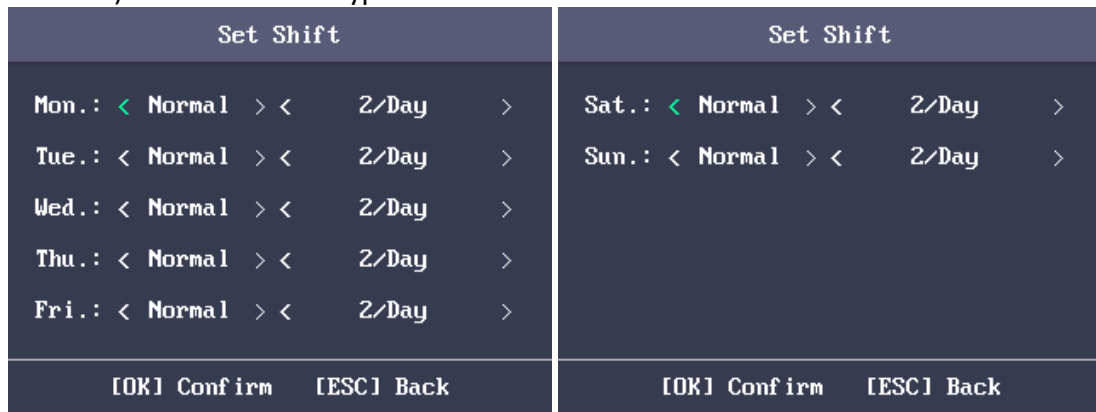 Set Shift
Mon.: < Normal > < 2/Day >
Tue.: < Normal > < 2/Day >
Wed.: < Normal > < 2/Day >
Thu.: < Normal > < 2/Day >
Fri.: < Normal > < 2/Day >
[OK] Confirm [ESC] Back
Set Shift
Sat.: < Normal > < 2/Day >
Sun.: < Normal > < 2/Day >
[OK] Confirm [ESC] Back